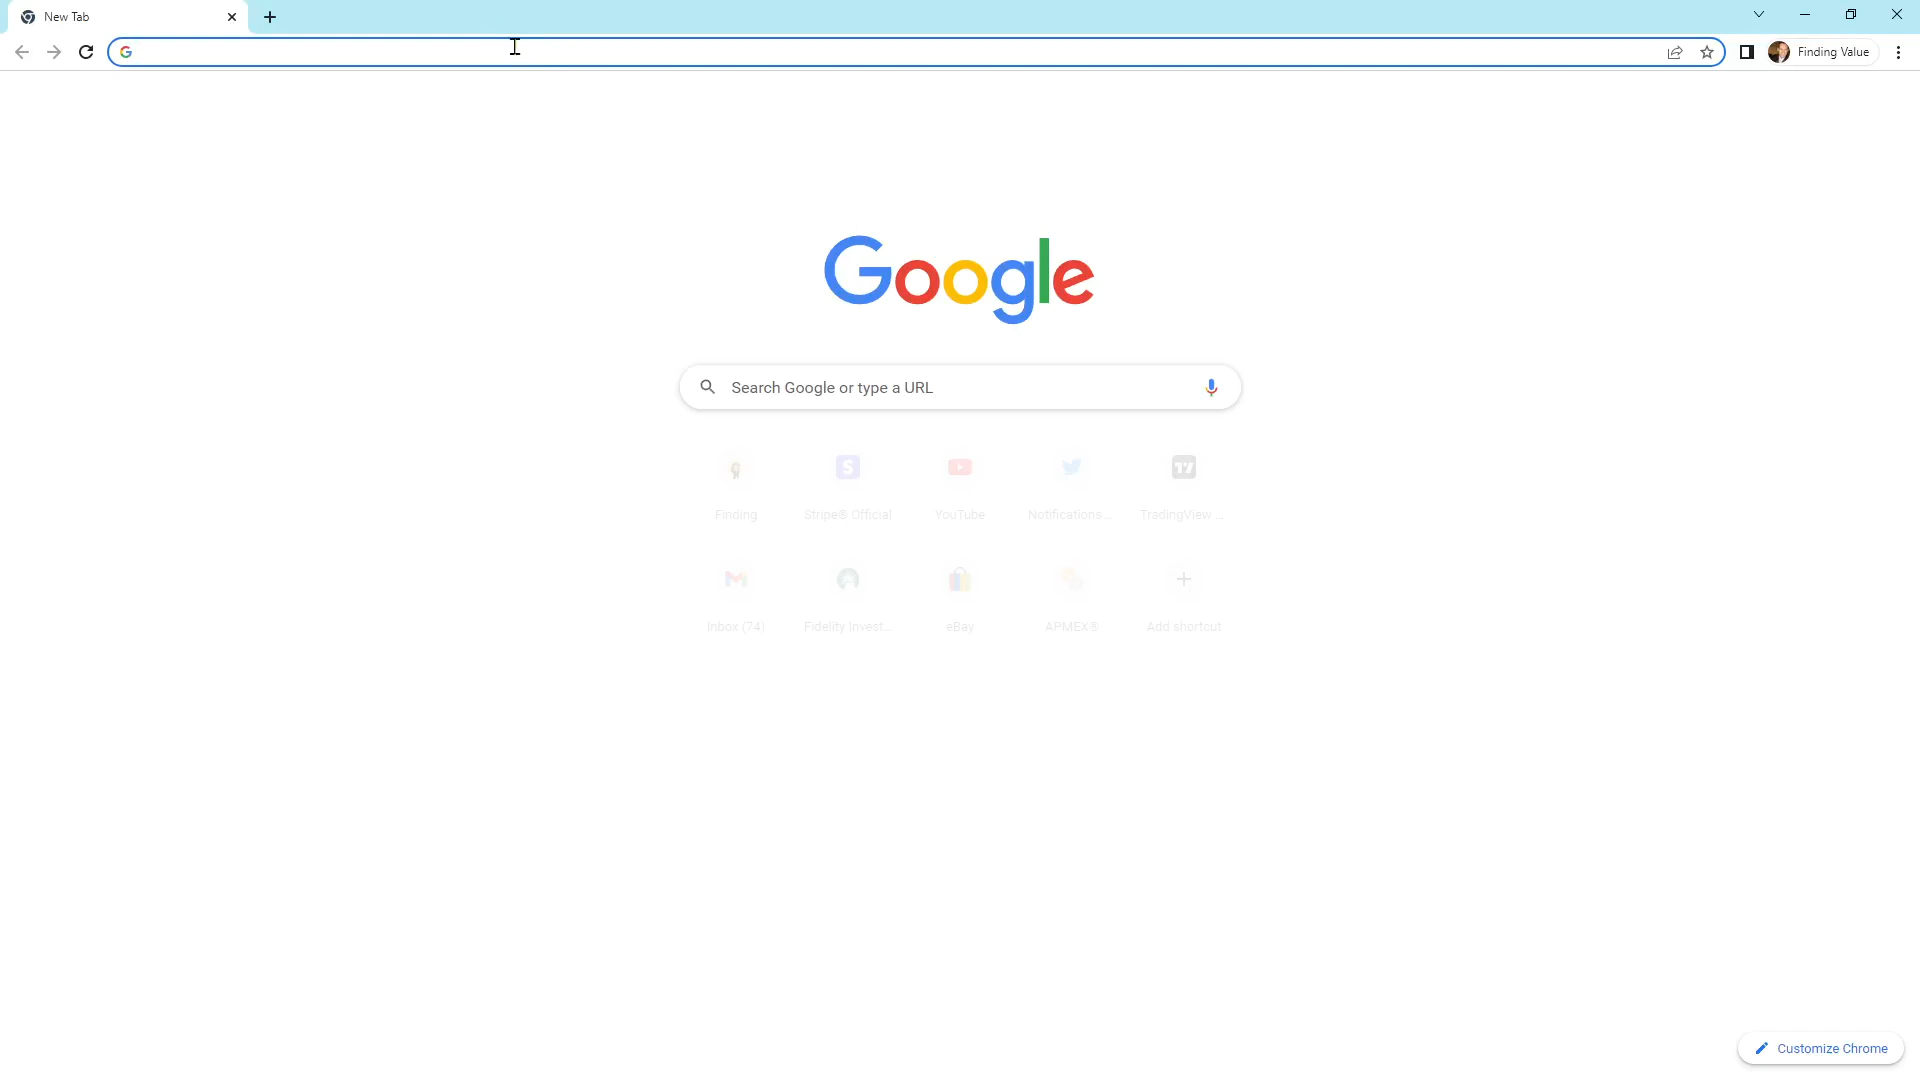 New Tab
Finding Value
Google
Search Google or type a URL
Finding
Stripe® Official
YouTube
Notifications...
TradingView ...
Inbox (74)
Fidelity Invest...
eBay
APMEX®
Add shortcut
Customize Chrome